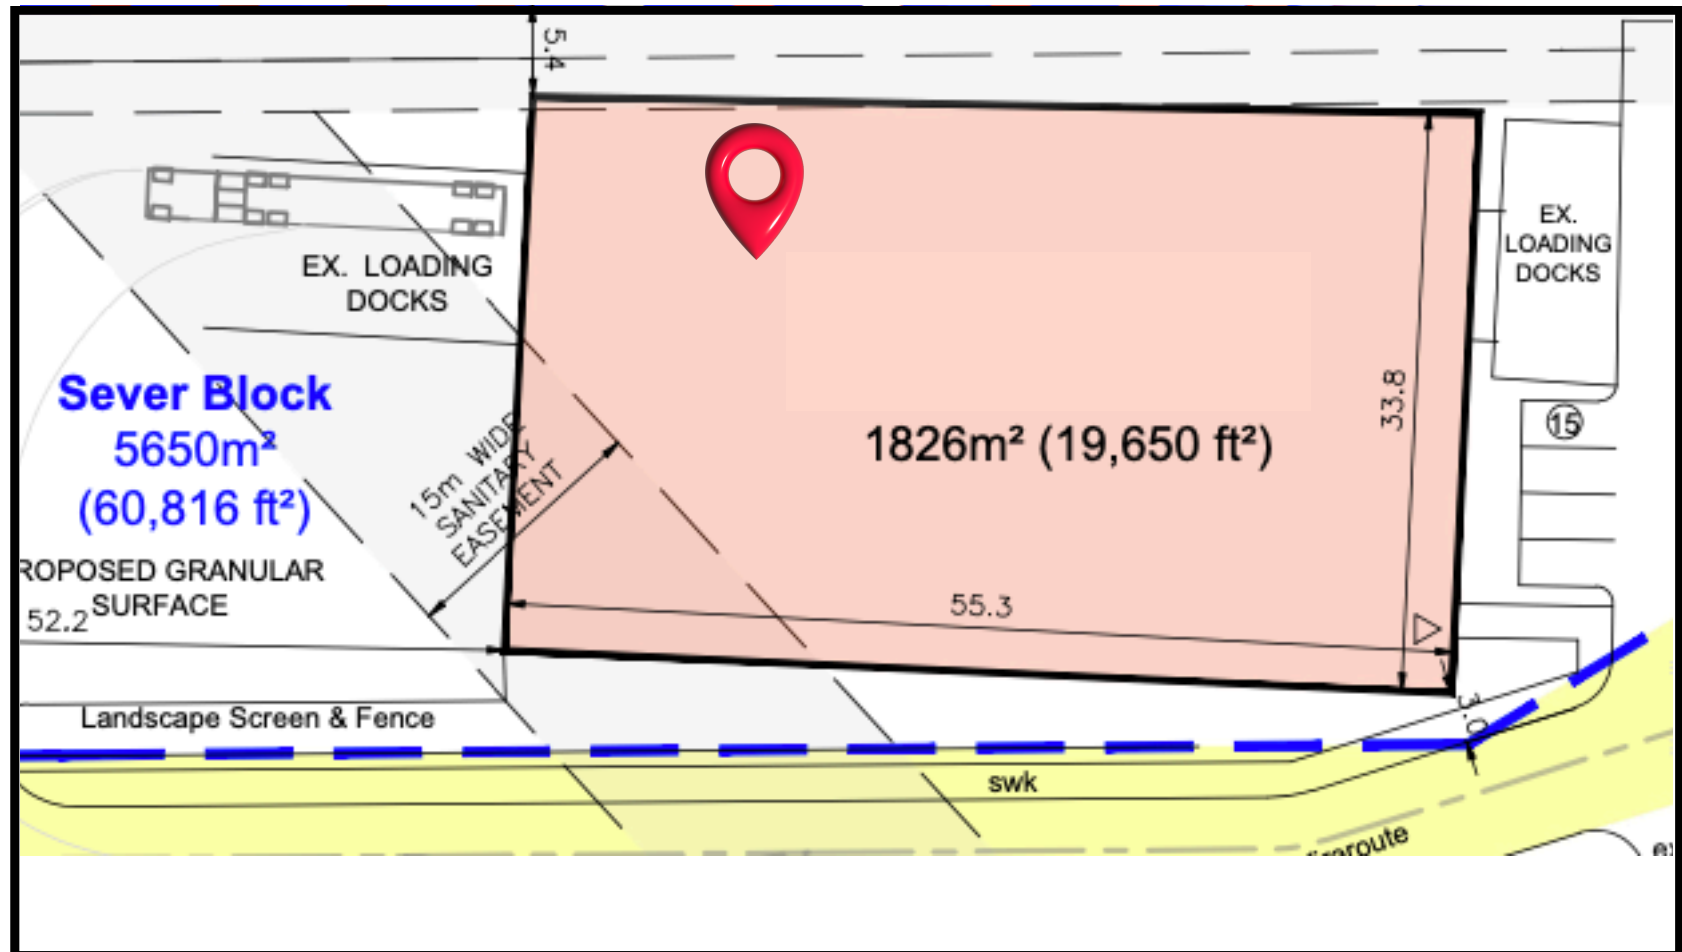 5.4
EX. LOADING
DOCKS
EX.
LOADING
DOCKS
Sever Block
5650m²
(60,816 ft²)
15m WIDE
SANITARY
EASEMENT
1826m² (19,650 ft²)
33.8
15
ROPOSED GRANULAR
SURFACE
52.2
55.3
3.0
Landscape Screen & Fence
swk